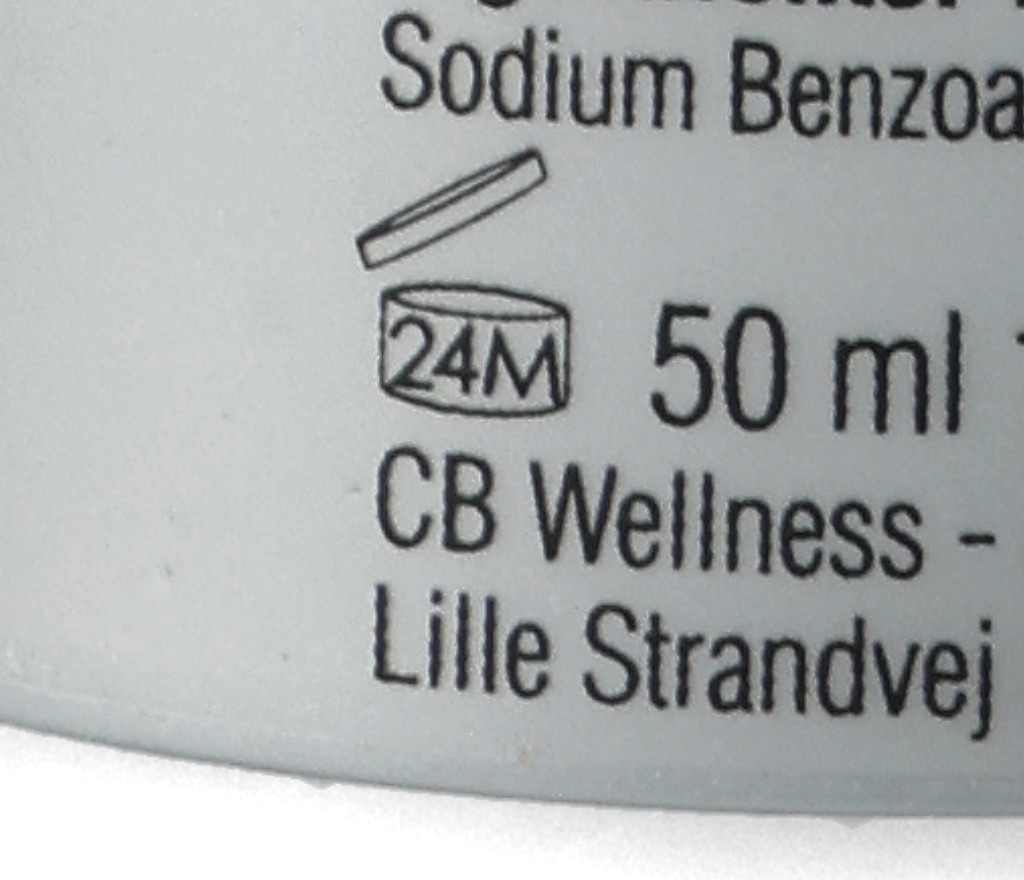 Sodium Benzoa
24M 50 ml
CB Wellness -
Lille Strandvej